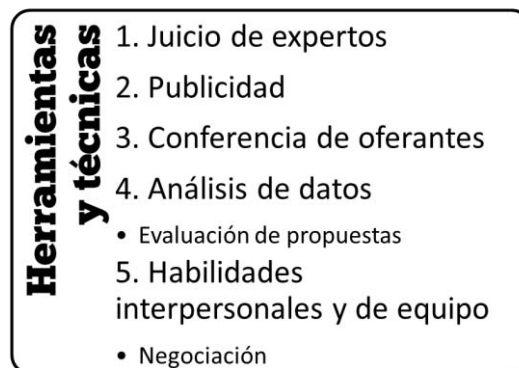 Herramientas
y técnicas
1. Juicio de expertos
2. Publicidad
3. Conferencia de oferantes
4. Análisis de datos
• Evaluación de propuestas
5. Habilidades
interpersonales y de equipo
• Negociación